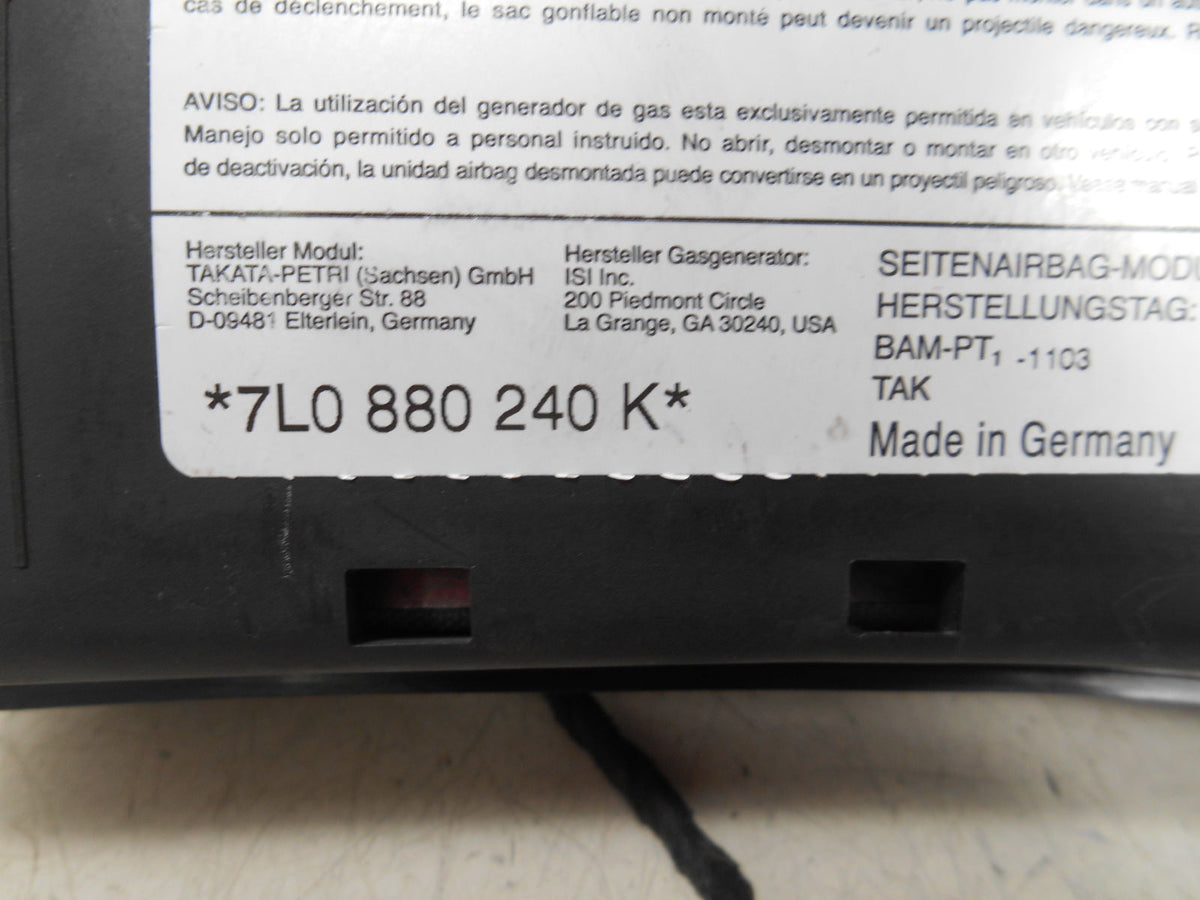 cas de déclenchement, le sac gonflable non monté peut devenir un projectile dangereux.
AVISO: La utilización del generador de gas esta exclusivamente permitida en vehículos con
Manejo solo permitido a personal instruido. No abrir, desmontar o montar en otro vehículo.
de deactivación, la unidad airbag desmontada puede convertirse en un proyectil peligroso. Vease manual
Hersteller Modul:
TAKATA-PETRI (Sachsen) GmbH
Scheibenberger Str. 88
D-09481 Elterlein, Germany
Hersteller Gasgenerator:
ISI Inc.
200 Piedmont Circle
La Grange, GA 30240, USA
SEITENAIRBAG-MODU
HERSTELLUNGSTAG:
BAM-PT₁ -1103
TAK
Made in Germany
*7L0 880 240 K*